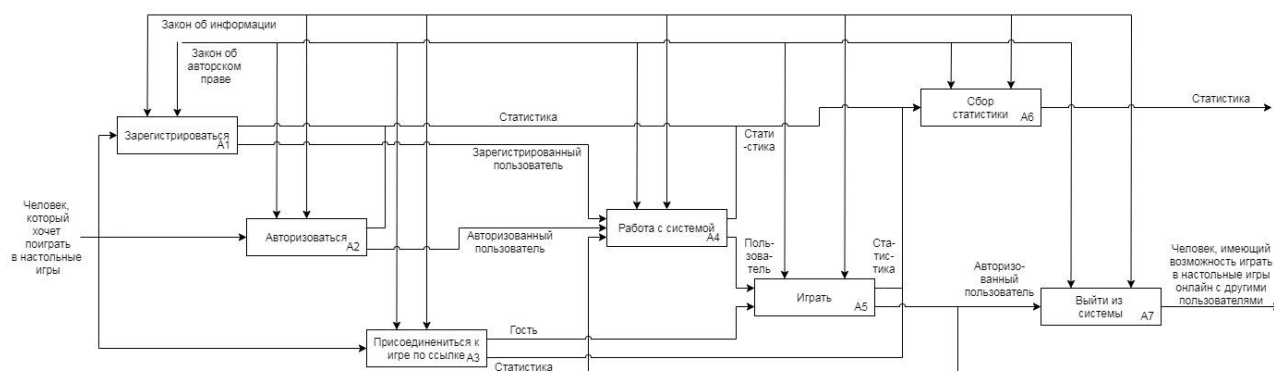 Закон об информации
Закон об
авторском
праве
Зарегистрироваться
A1
Статистика
Зарегистрированный
пользователь
Стати
-стика
Сбор
статистики
A6
Статистика
Человек,
который
хочет
поиграть
в настольные
игры
Авторизоваться
A2
Авторизованный
пользователь
Работа с системой
A4
Поль-
зова-
тель
Ста-
тис-
тика
Играть
A5
Авторизо-
ванный
пользователь
Выйти из
системы
A7
Человек, имеющий
возможность играть
в настольные игры
онлайн с другими
пользователями
Присоединениться к
игре по ссылке
A3
Гость
Статистика